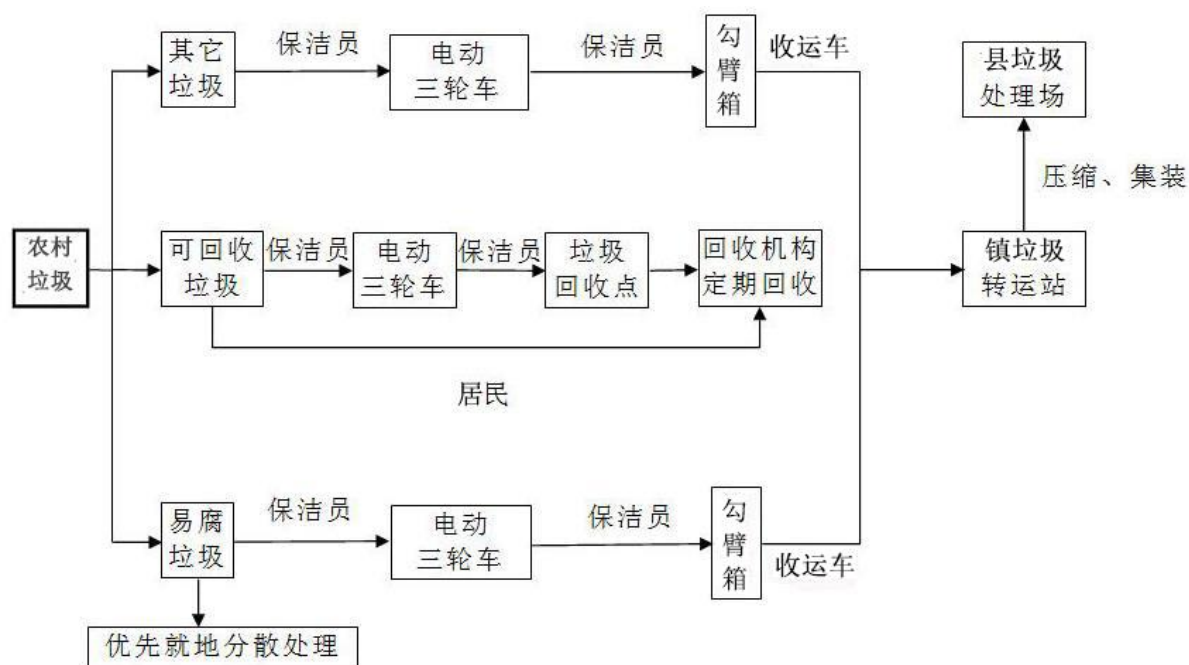 其它
垃圾
保洁员
电动
三轮车
保洁员
勾
臂
箱
收运车
县垃圾
处理场
压缩、集装
农村
垃圾
可回收
垃圾
保洁员
电动
三轮车
保洁员
垃圾
回收点
回收机构
定期回收
镇垃圾
转运站
居民
易腐
垃圾
保洁员
电动
三轮车
保洁员
勾
臂
箱
收运车
优先就地分散处理